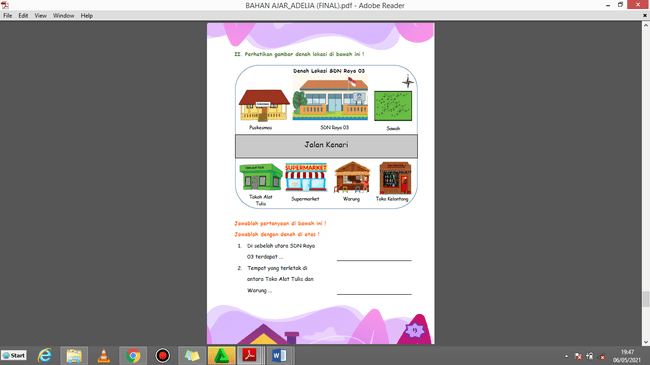 BAHAN AJAR_ADELIA (FINAL).pdf - Adobe Reader
File Edit View Window Help
II. Perhatikan gambar denah lokasi di bawah ini !
Denah Lokasi SDN Raya 03
Puskesmas SDN Raya 03 Sawah
Jalan Kenari
SUPERMARKET
Tokoh Alat Tulis Supermarket Warung Toko Kelontong
Jawablah pertanyaan di bawah ini !
Jawablah dengan denah di atas !
1. Di sebelah utara SDN Raya
03 terdapat ...
2. Tempat yang terletak di
antara Toko Alat Tulis dan
Warung ...
9
Start
19:47
06/05/2021